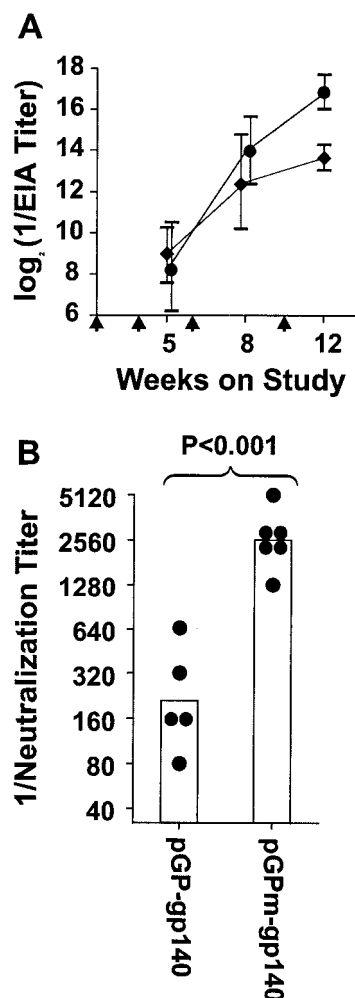 A
18
16
14
12
10
8
6
log₂ (1/EIA Titer)
5 8 12
Weeks on Study
B
P<0.001
5120
2560
1280
640
320
160
80
40
1/Neutralization Titer
pGP-gp140
pGPm-gp140